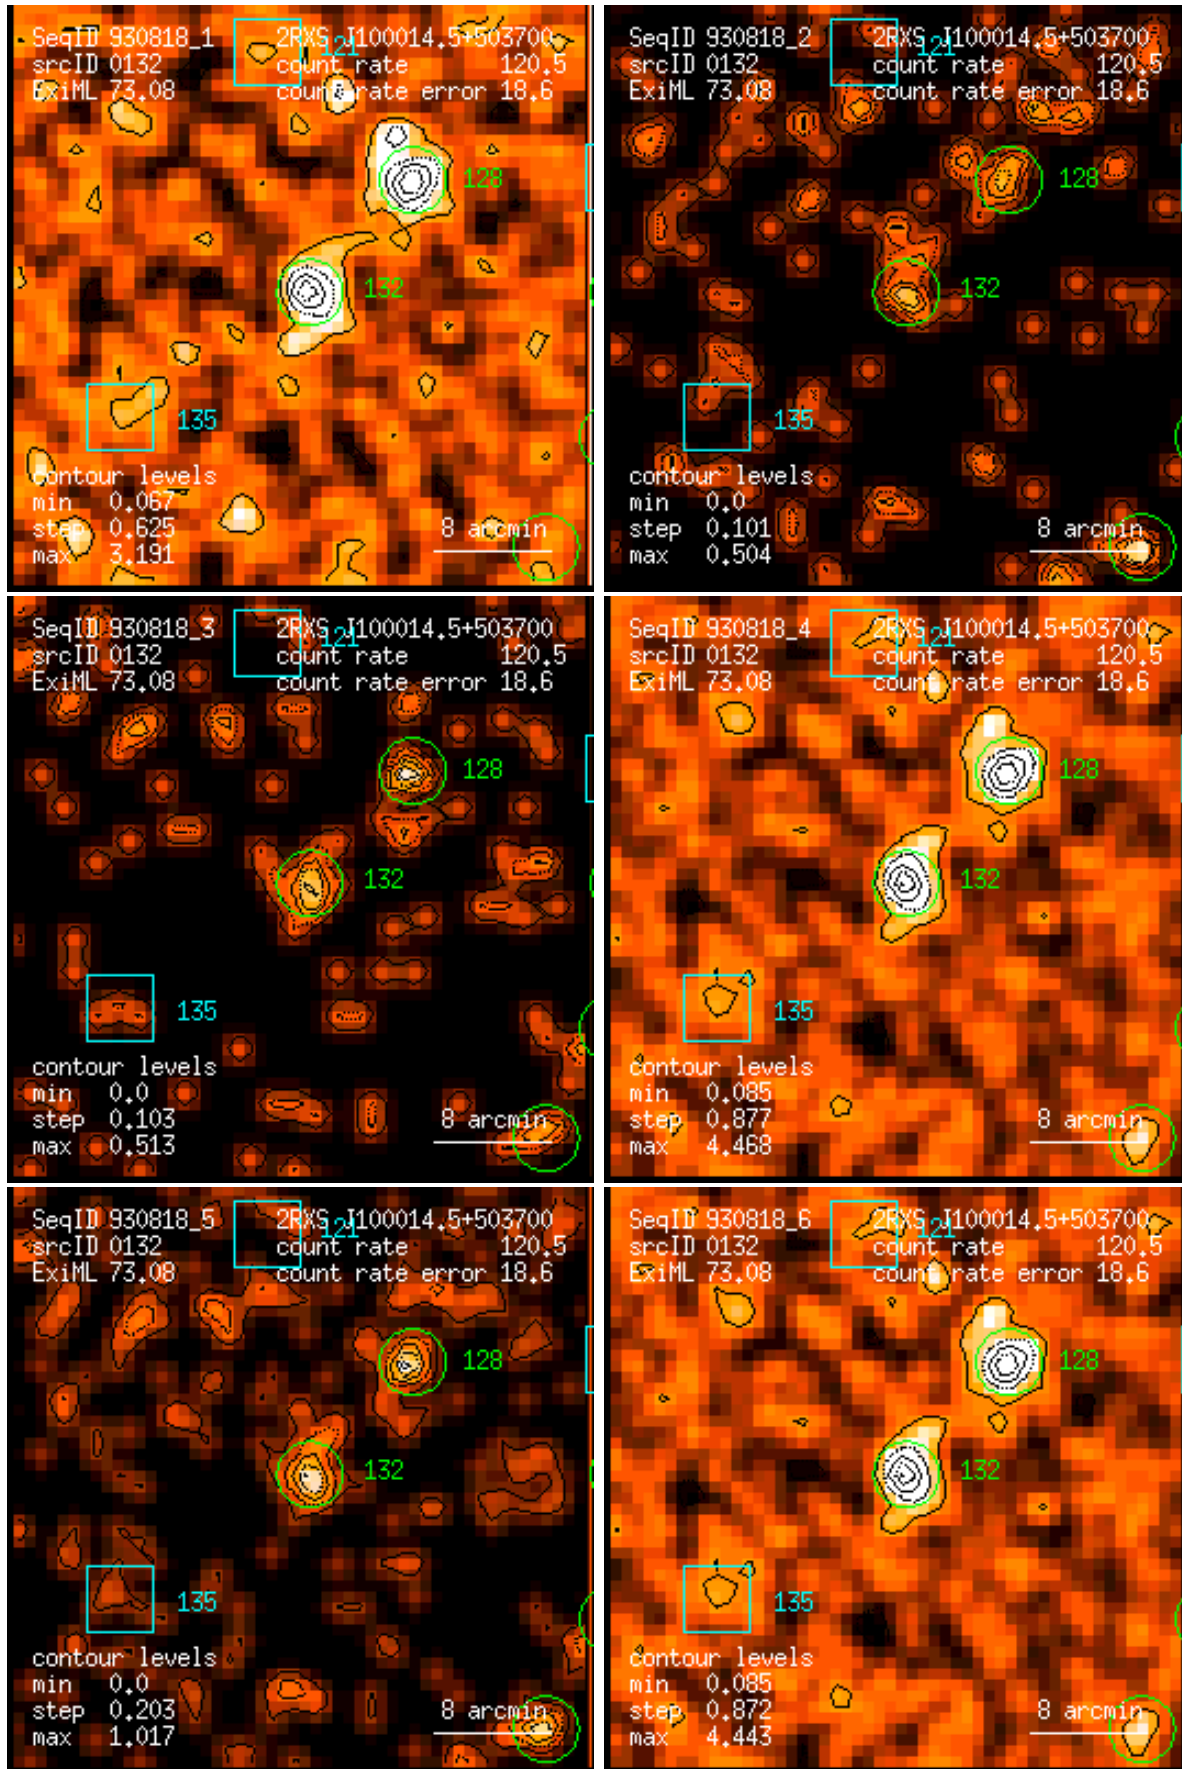 SeqID 930818_1 2RXS J100014.5+503700
121
srcID 0132 count rate 120.5
ExiML 73.08 count rate error 18.6
128
132
135
contour levels
min 0.067
step 0.625 8 arcmin
max 3.191
SeqID 930818_2 2RXS J100014.5+503700
121
srcID 0132 count rate 120.5
ExiML 73.08 count rate error 18.6
128
132
135
contour levels
min 0.0
step 0.101 8 arcmin
max 0.504
SeqID 930818_3 2RXS J100014.5+503700
121
srcID 0132 count rate 120.5
ExiML 73.08 count rate error 18.6
128
132
135
contour levels
min 0.0
step 0.103 8 arcmin
max 0.513
SeqID 930818_4 2RXS J100014.5+503700
121
srcID 0132 count rate 120.5
ExiML 73.08 count rate error 18.6
128
132
135
contour levels
min 0.085
step 0.877 8 arcmin
max 4.468
SeqID 930818_5 2RXS J100014.5+503700
121
srcID 0132 count rate 120.5
ExiML 73.08 count rate error 18.6
128
132
135
contour levels
min 0.0
step 0.203 8 arcmin
max 1.017
SeqID 930818_6 2RXS J100014.5+503700
121
srcID 0132 count rate 120.5
ExiML 73.08 count rate error 18.6
128
132
135
contour levels
min 0.085
step 0.872 8 arcmin
max 4.443